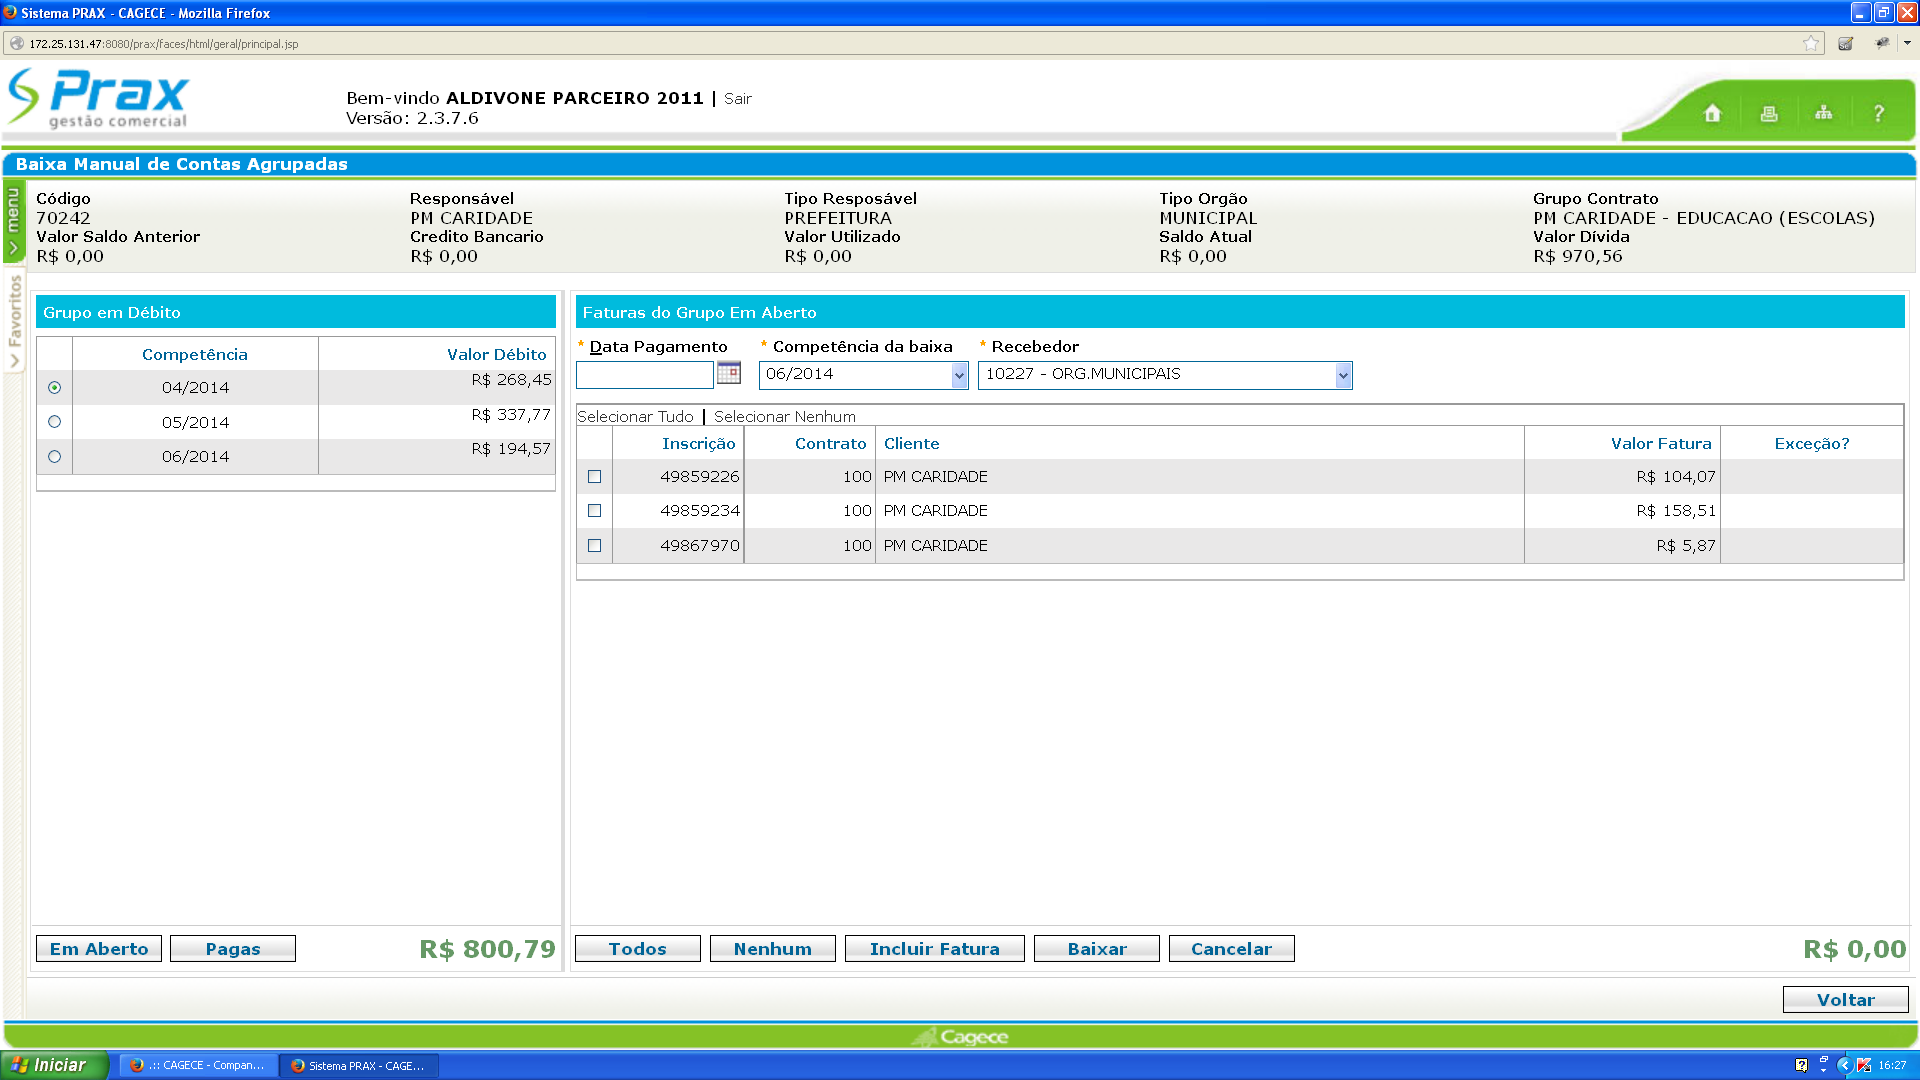 Sistema PRAX - CAGECE - Mozilla Firefox
172.25.131.47:8080/prax/faces/html/geral/principal.jsp
Prax
gestão comercial
Bem-vindo ALDIVONE PARCEIRO 2011 | Sair
Versão: 2.3.7.6
?
Baixa Manual de Contas Agrupadas
menu
Favoritos
Código Responsável Tipo Resposável Tipo Orgão Grupo Contrato
70242 PM CARIDADE PREFEITURA MUNICIPAL PM CARIDADE - EDUCACAO (ESCOLAS)
Valor Saldo Anterior Credito Bancario Valor Utilizado Saldo Atual Valor Dívida
R$ 0,00 R$ 0,00 R$ 0,00 R$ 0,00 R$ 970,56
Grupo em Débito
Competência Valor Débito
04/2014 R$ 268,45
05/2014 R$ 337,77
06/2014 R$ 194,57
Em Aberto Pagas R$ 800,79
Faturas do Grupo Em Aberto
* Data Pagamento * Competência da baixa * Recebedor
06/2014 10227 - ORG.MUNICIPAIS
Selecionar Tudo | Selecionar Nenhum
Inscrição Contrato Cliente Valor Fatura Exceção?
49859226 100 PM CARIDADE R$ 104,07
49859234 100 PM CARIDADE R$ 158,51
49867970 100 PM CARIDADE R$ 5,87
Todos Nenhum Incluir Fatura Baixar Cancelar R$ 0,00
Voltar
Cagece
Iniciar .:: CAGECE - Compan... Sistema PRAX - CAGE... 16:27